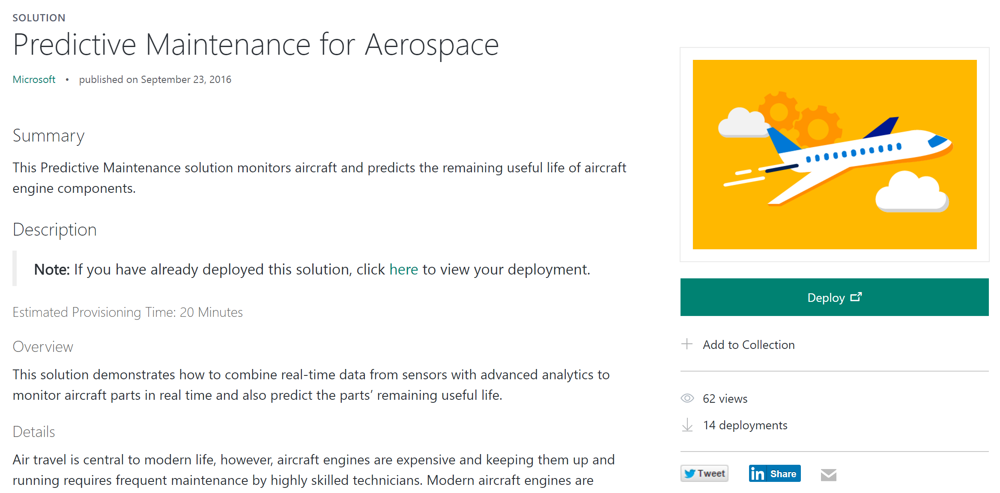 SOLUTION
Predictive Maintenance for Aerospace
Microsoft • published on September 23, 2016
Summary
This Predictive Maintenance solution monitors aircraft and predicts the remaining useful life of aircraft
engine components.
Description
Note: If you have already deployed this solution, click here to view your deployment.
Estimated Provisioning Time: 20 Minutes
Overview
This solution demonstrates how to combine real-time data from sensors with advanced analytics to
monitor aircraft parts in real time and also predict the parts’ remaining useful life.
Details
Air travel is central to modern life, however, aircraft engines are expensive and keeping them up and
running requires frequent maintenance by highly skilled technicians. Modern aircraft engines are
Deploy
Add to Collection
62 views
14 deployments
Tweet
in Share